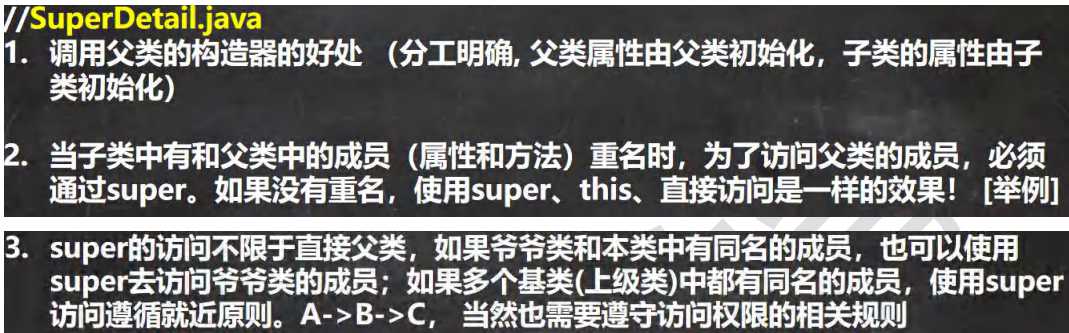 //SuperDetail.java
1. 调用父类的构造器的好处 （分工明确, 父类属性由父类初始化，子类的属性由子
类初始化）
2. 当子类中有和父类中的成员（属性和方法）重名时，为了访问父类的成员，必须
通过super。如果没有重名，使用super、this、直接访问是一样的效果！ [举例]
3. super的访问不限于直接父类，如果爷爷类和本类中有同名的成员，也可以使用
super去访问爷爷类的成员；如果多个基类(上级类)中都有同名的成员，使用super
访问遵循就近原则。A->B->C， 当然也需要遵守访问权限的相关规则